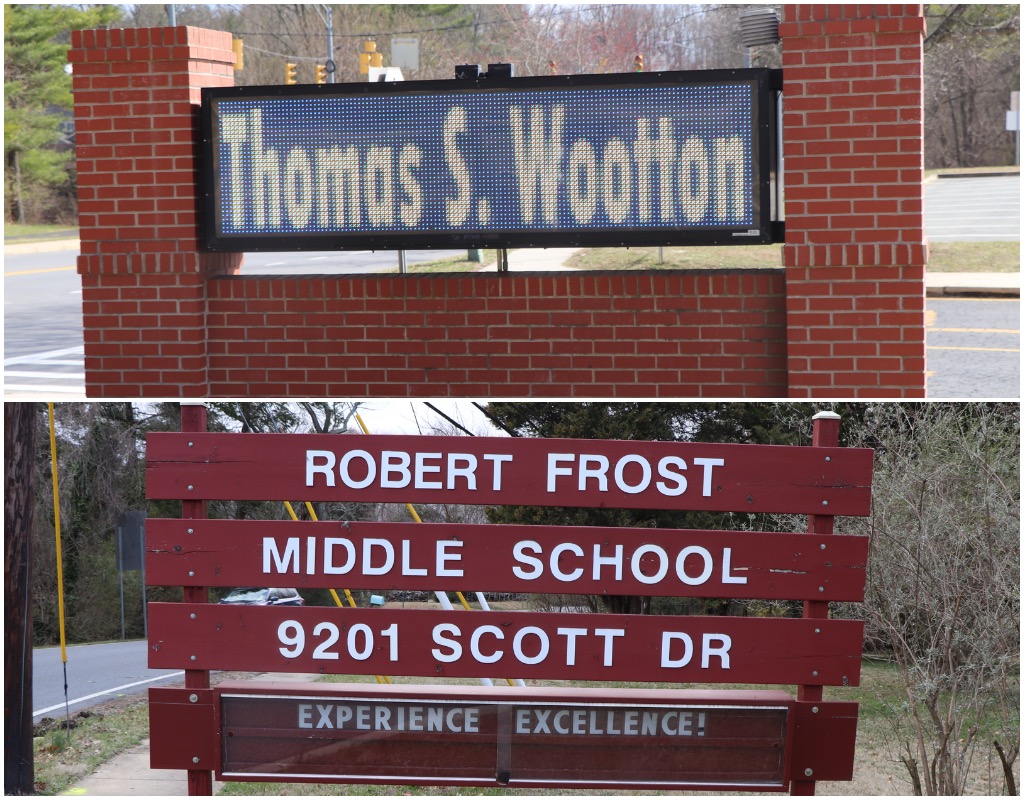 Thomas S. Wootton
ROBERT FROST
MIDDLE SCHOOL
9201 SCOTT DR
EXPERIENCE EXCELLENCE!